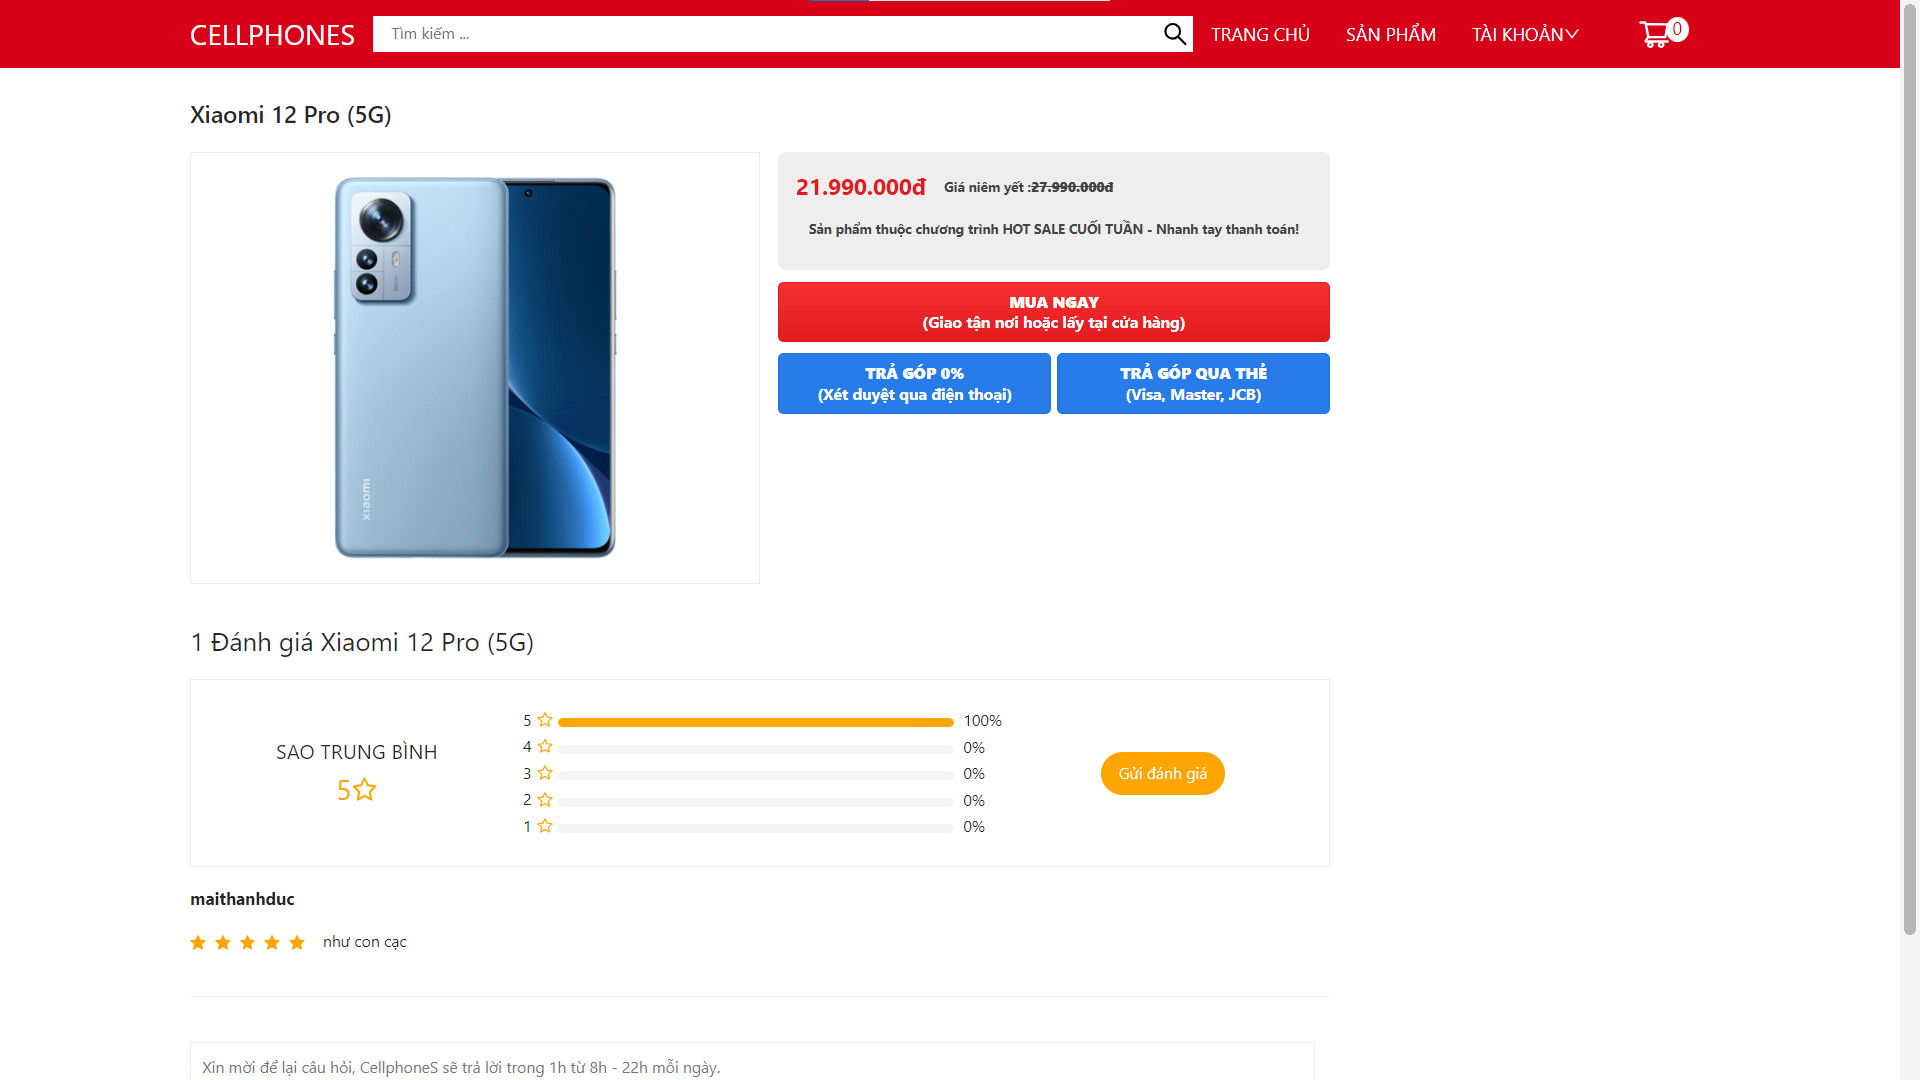 CELLPHONES
Tìm kiếm ...
TRANG CHỦ
SẢN PHẨM
TÀI KHOẢN
0
Xiaomi 12 Pro (5G)
xiaomi
21.990.000đ
Giá niêm yết :27.990.000đ
Sản phẩm thuộc chương trình HOT SALE CUỐI TUẦN - Nhanh tay thanh toán!
MUA NGAY
(Giao tận nơi hoặc lấy tại cửa hàng)
TRẢ GÓP 0%
(Xét duyệt qua điện thoại)
TRẢ GÓP QUA THẺ
(Visa, Master, JCB)
1 Đánh giá Xiaomi 12 Pro (5G)
SAO TRUNG BÌNH
5
5 100%
4 0%
3 0%
2 0%
1 0%
Gửi đánh giá
maithanhduc
như con cạc
Xin mời để lại câu hỏi, CellphoneS sẽ trả lời trong 1h từ 8h - 22h mỗi ngày.